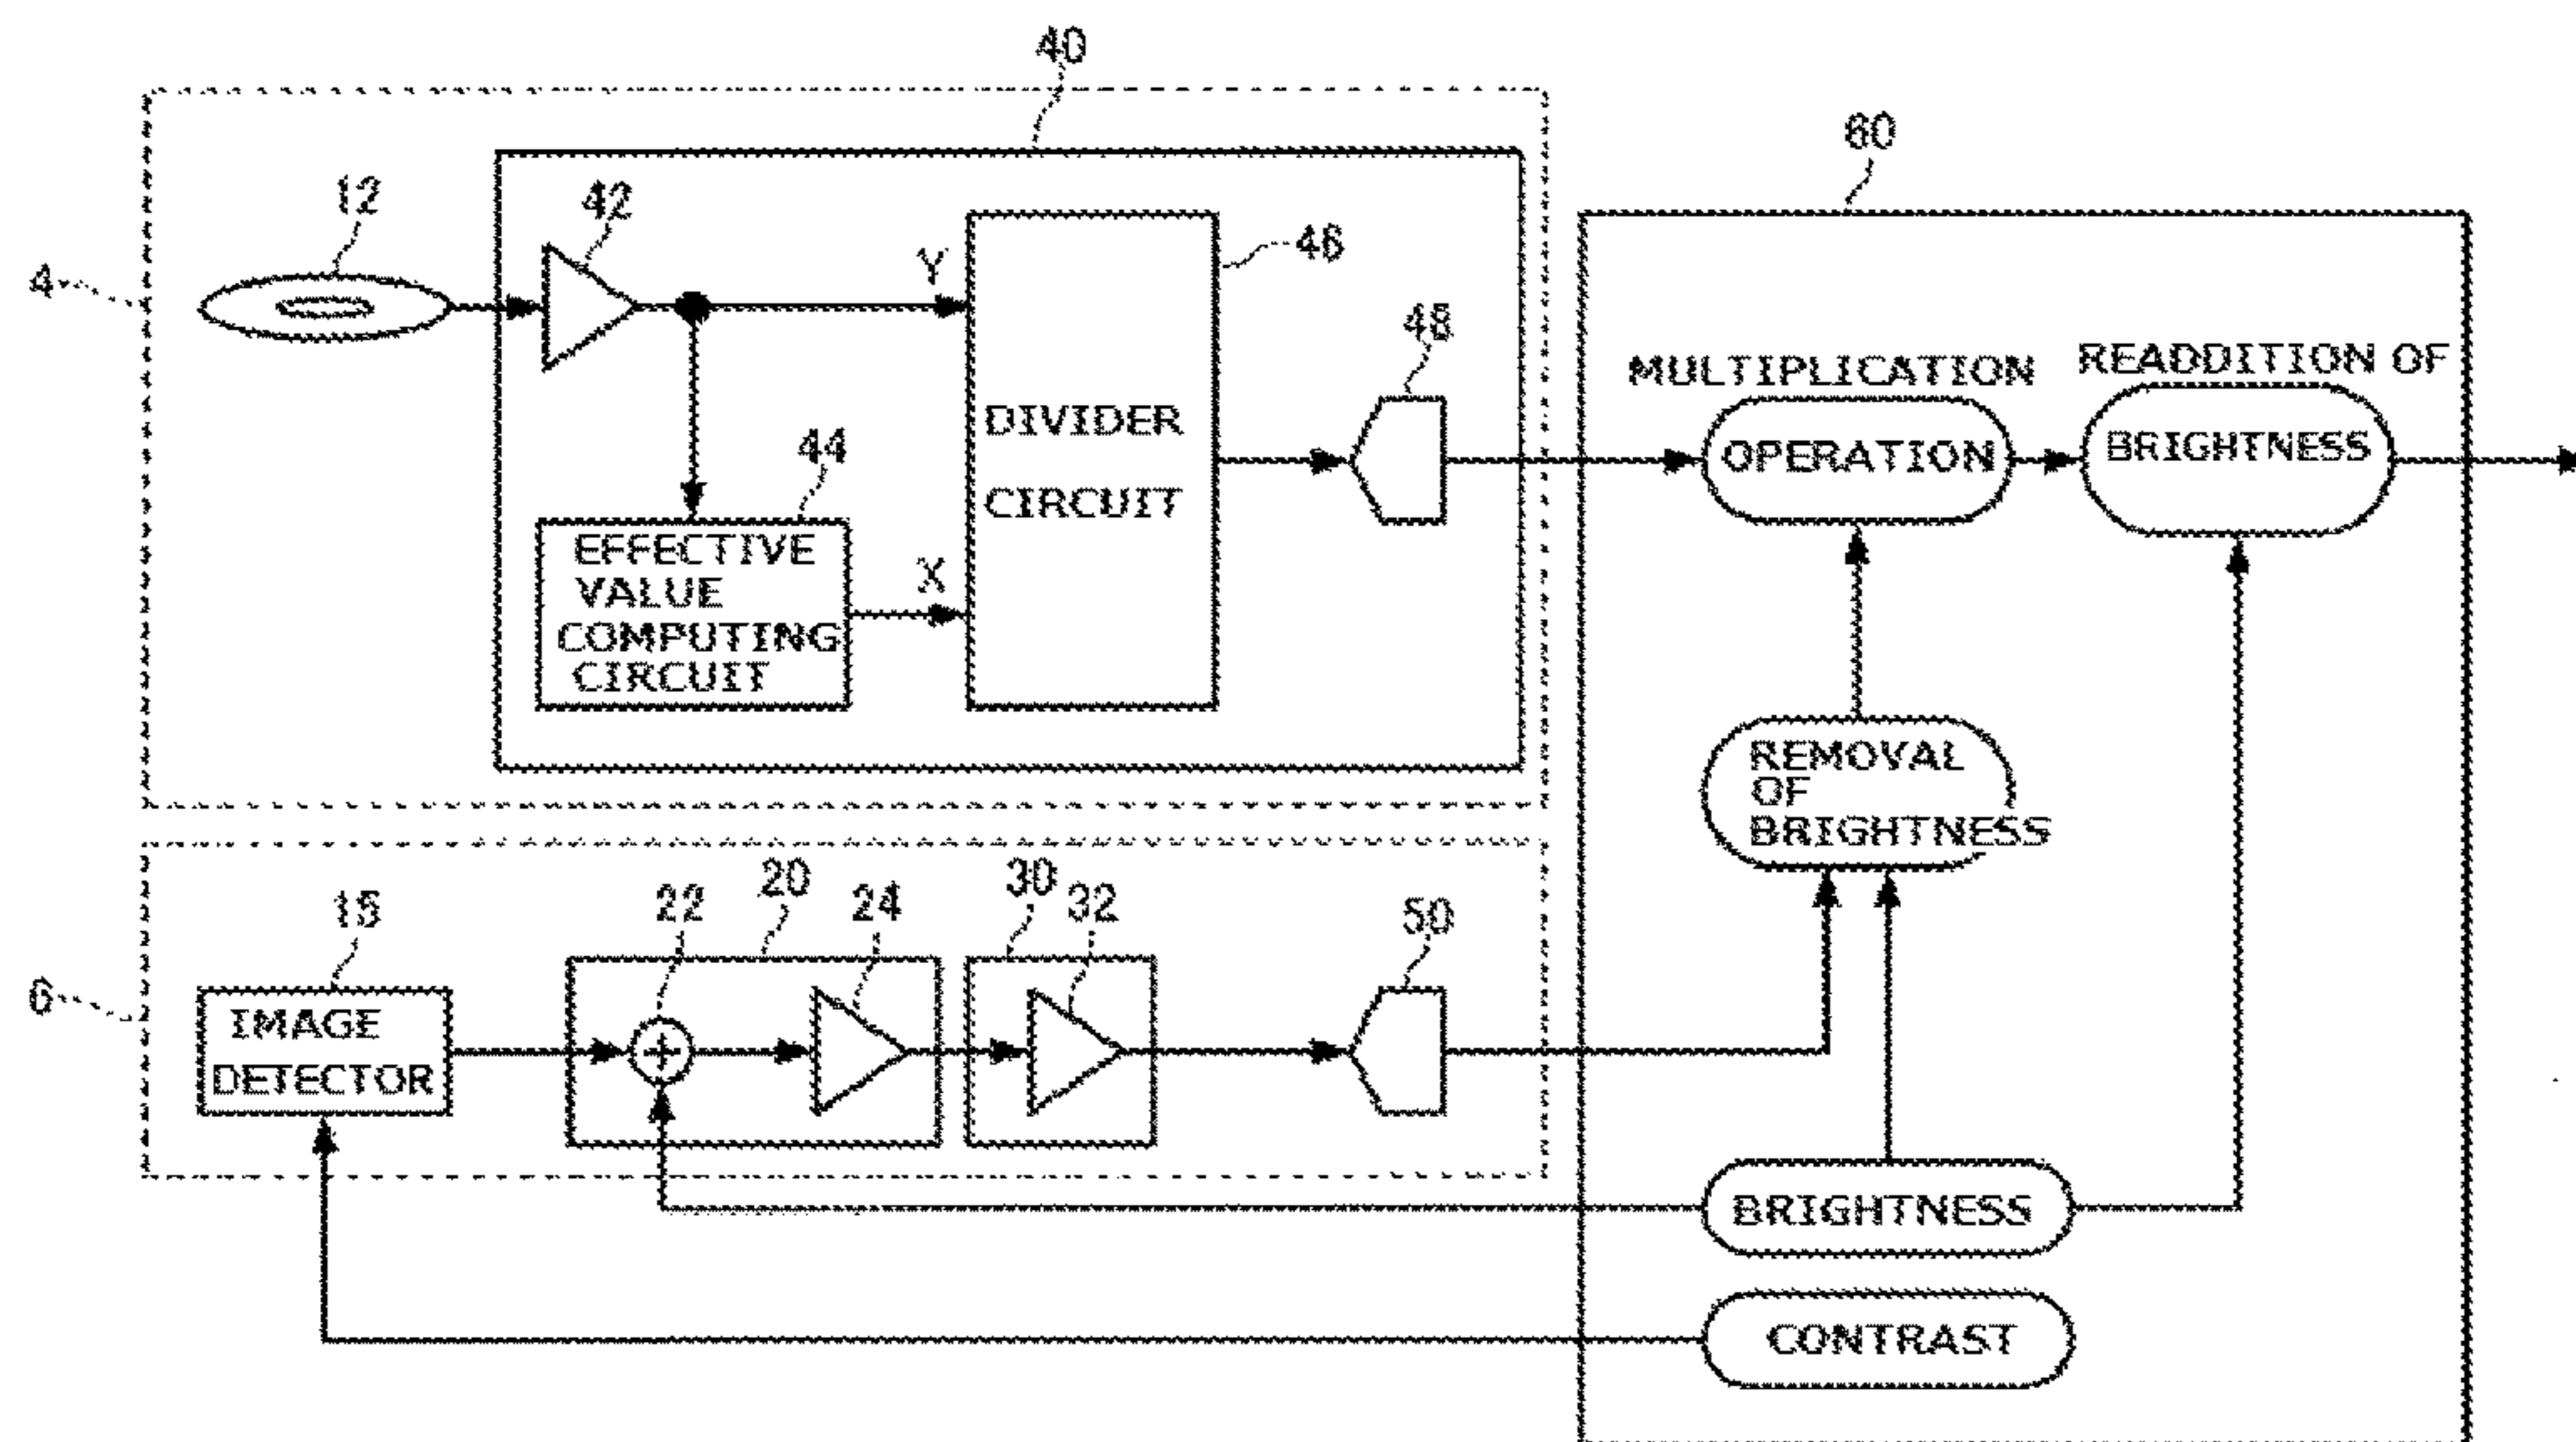 40
60
12
42
46
4
Y
48
MULTIPLICATION
READDITION OF
DIVIDER
CIRCUIT
OPERATION
BRIGHTNESS
44
EFFECTIVE
VALUE
COMPUTING
CIRCUIT
X
REMOVAL
OF
BRIGHTNESS
15
22
20
24
30
32
50
6
IMAGE
DETECTOR
+
BRIGHTNESS
CONTRAST